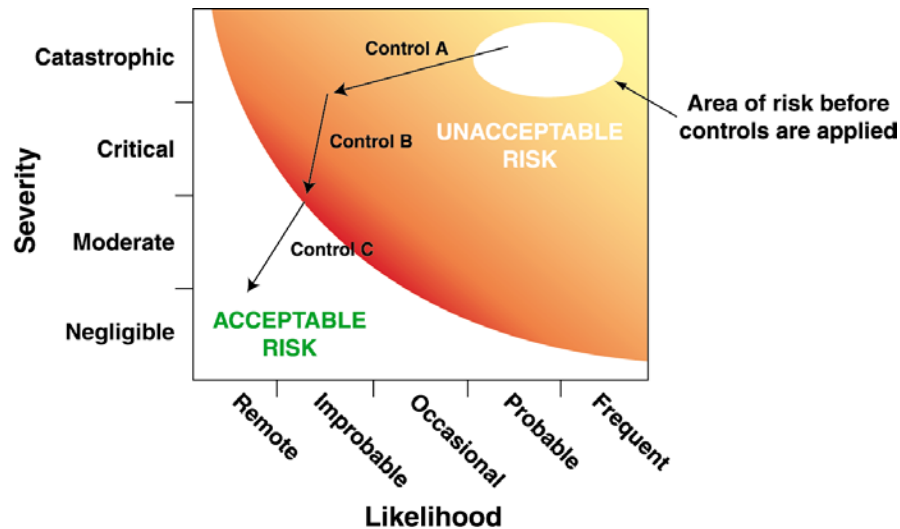 Severity
Catastrophic
Critical
Moderate
Negligible
Control A
Control B
Control C
UNACCEPTABLE
RISK
ACCEPTABLE
RISK
Area of risk before
controls are applied
Remote
Improbable
Occasional
Probable
Frequent
Likelihood